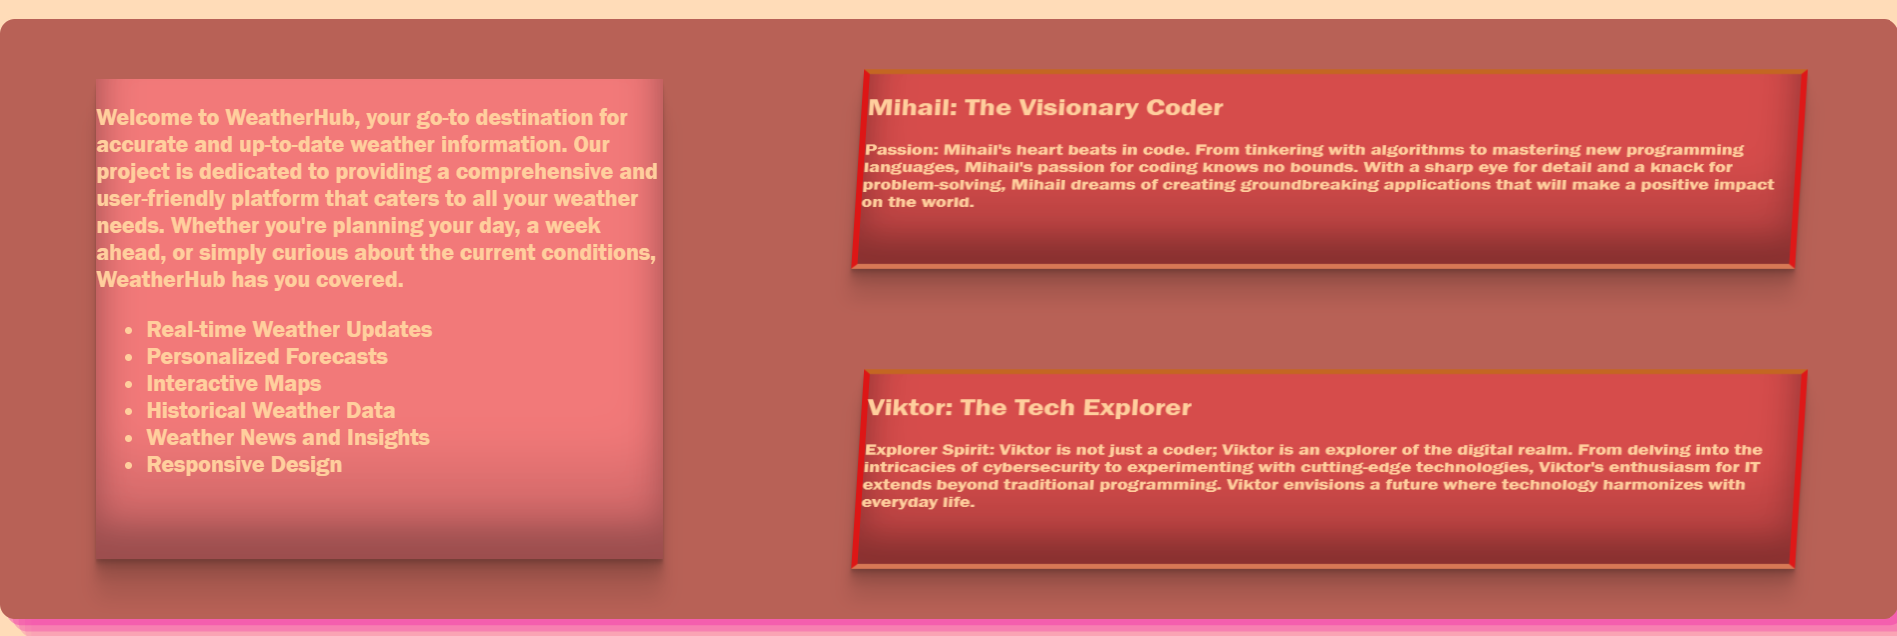 Welcome to WeatherHub, your go-to destination for
accurate and up-to-date weather information. Our
project is dedicated to providing a comprehensive and
user-friendly platform that caters to all your weather
needs. Whether you're planning your day, a week
ahead, or simply curious about the current conditions,
WeatherHub has you covered.
• Real-time Weather Updates
• Personalized Forecasts
• Interactive Maps
• Historical Weather Data
• Weather News and Insights
• Responsive Design
Mihail: The Visionary Coder
Passion: Mihail's heart beats in code. From tinkering with algorithms to mastering new programming
languages, Mihail's passion for coding knows no bounds. With a sharp eye for detail and a knack for
problem-solving, Mihail dreams of creating groundbreaking applications that will make a positive impact
on the world.
Viktor: The Tech Explorer
Explorer Spirit: Viktor is not just a coder; Viktor is an explorer of the digital realm. From delving into the
intricacies of cybersecurity to experimenting with cutting-edge technologies, Viktor's enthusiasm for IT
extends beyond traditional programming. Viktor envisions a future where technology harmonizes with
everyday life.